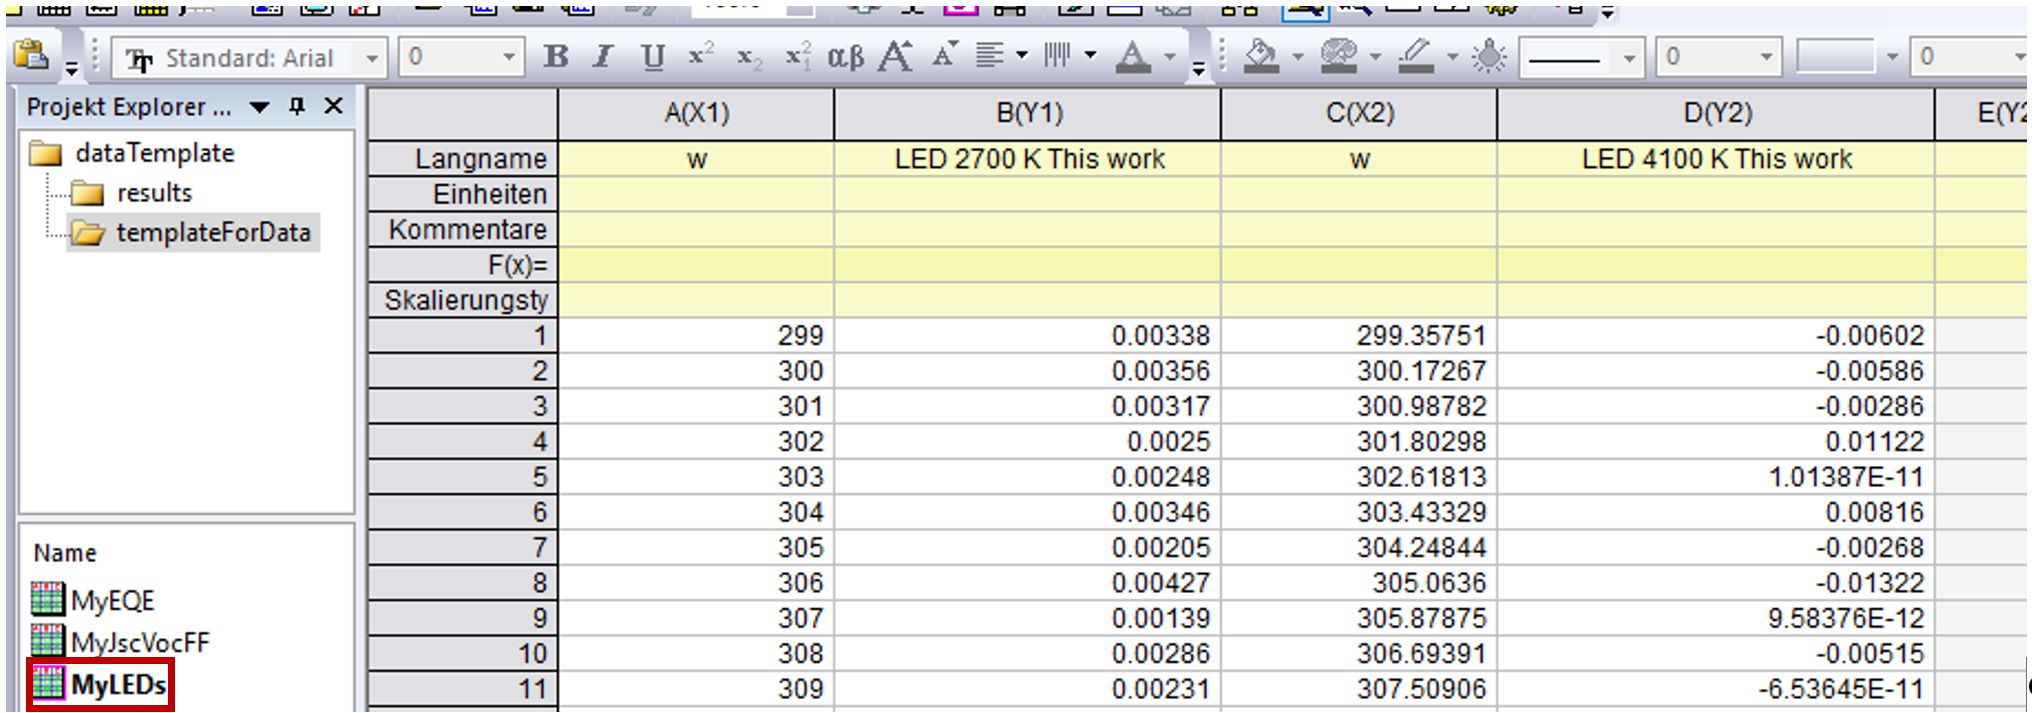 Standard: Arial 0 B I U x² x₂ x²₁ αβ A A A 0 0
Projekt Explorer ...
dataTemplate
results
templateForData
Name
MyEQE
MyJscVocFF
MyLEDs
A(X1) B(Y1) C(X2) D(Y2) E(Y2
Langname w LED 2700 K This work w LED 4100 K This work
Einheiten
Kommentare
F(x)=
Skalierungsty
1 299 0.00338 299.35751 -0.00602
2 300 0.00356 300.17267 -0.00586
3 301 0.00317 300.98782 -0.00286
4 302 0.0025 301.80298 0.01122
5 303 0.00248 302.61813 1.01387E-11
6 304 0.00346 303.43329 0.00816
7 305 0.00205 304.24844 -0.00268
8 306 0.00427 305.0636 -0.01322
9 307 0.00139 305.87875 9.58376E-12
10 308 0.00286 306.69391 -0.00515
11 309 0.00231 307.50906 -6.53645E-11